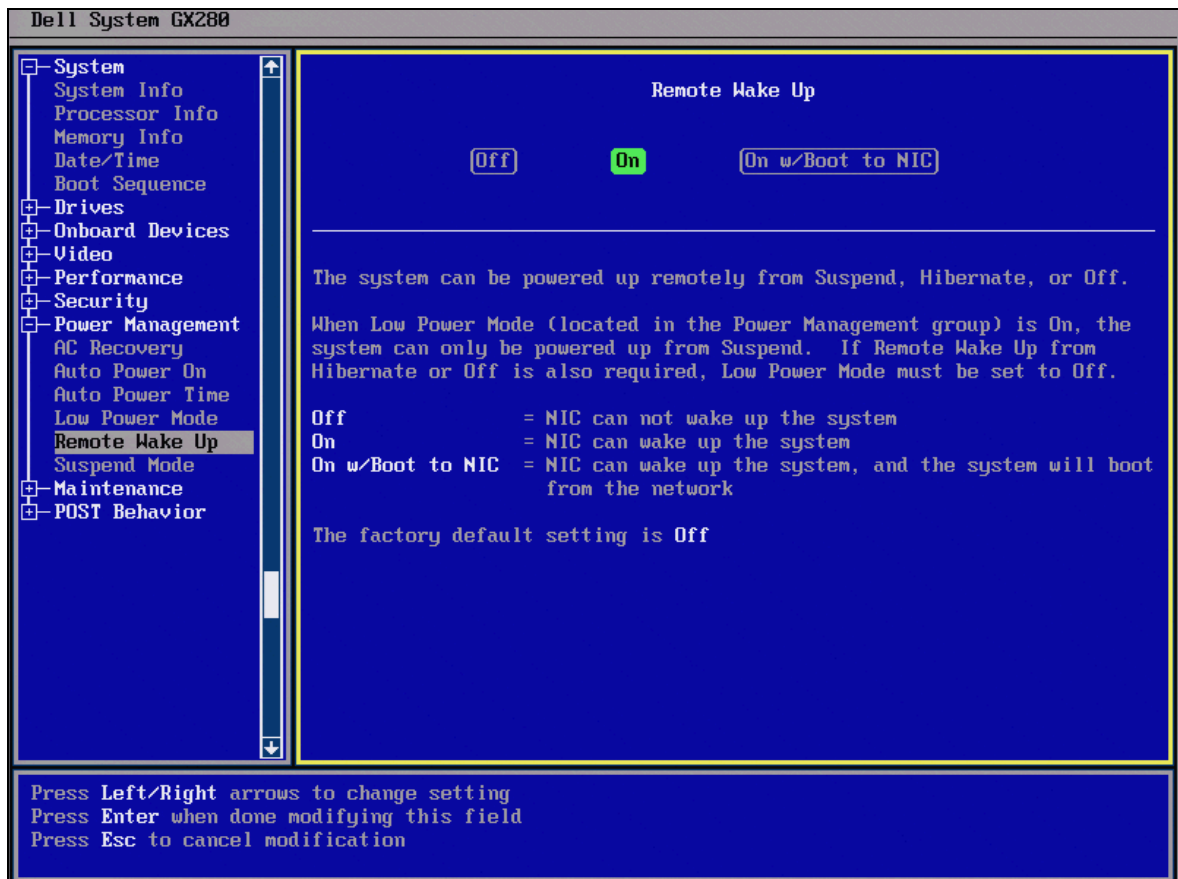 Dell System GX280
System
System Info
Processor Info
Memory Info
Date/Time
Boot Sequence
Drives
Onboard Devices
Video
Performance
Security
Power Management
AC Recovery
Auto Power On
Auto Power Time
Low Power Mode
Remote Wake Up
Suspend Mode
Maintenance
POST Behavior
Remote Wake Up
Off On On w/Boot to NIC
The system can be powered up remotely from Suspend, Hibernate, or Off.
When Low Power Mode (located in the Power Management group) is On, the
system can only be powered up from Suspend. If Remote Wake Up from
Hibernate or Off is also required, Low Power Mode must be set to Off.
Off = NIC can not wake up the system
On = NIC can wake up the system
On w/Boot to NIC = NIC can wake up the system, and the system will boot
from the network
The factory default setting is Off
Press Left/Right arrows to change setting
Press Enter when done modifying this field
Press Esc to cancel modification